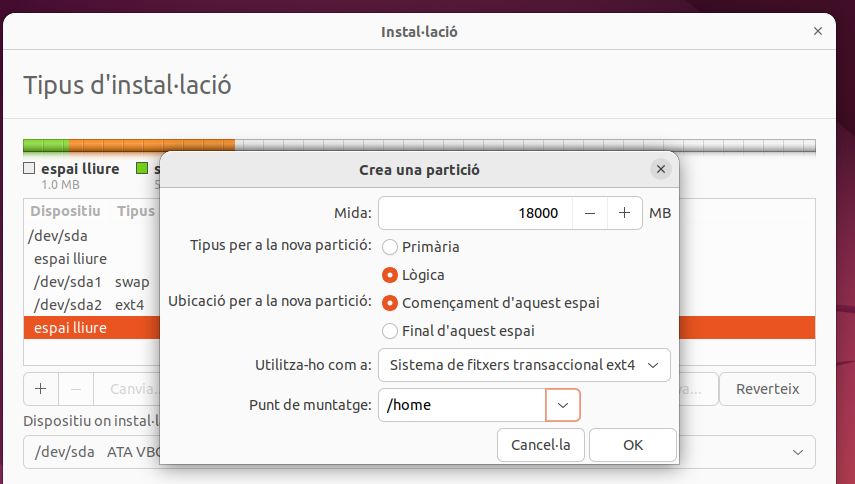 Instal·lació
Tipus d'instal·lació
espai lliure
1.0 MB
Crea una partició
Mida: 18000 MB
Tipus per a la nova partició: Primària
Lògica
Ubicació per a la nova partició: Començament d'aquest espai
Final d'aquest espai
Utilitza-ho com a: Sistema de fitxers transaccional ext4
Punt de muntatge: /home
Cancel·la OK
Dispositiu Tipus
/dev/sda
espai lliure
/dev/sda1 swap
/dev/sda2 ext4
espai lliure
+ − Canvia... Reverteix
Dispositiu on
/dev/sda ATA